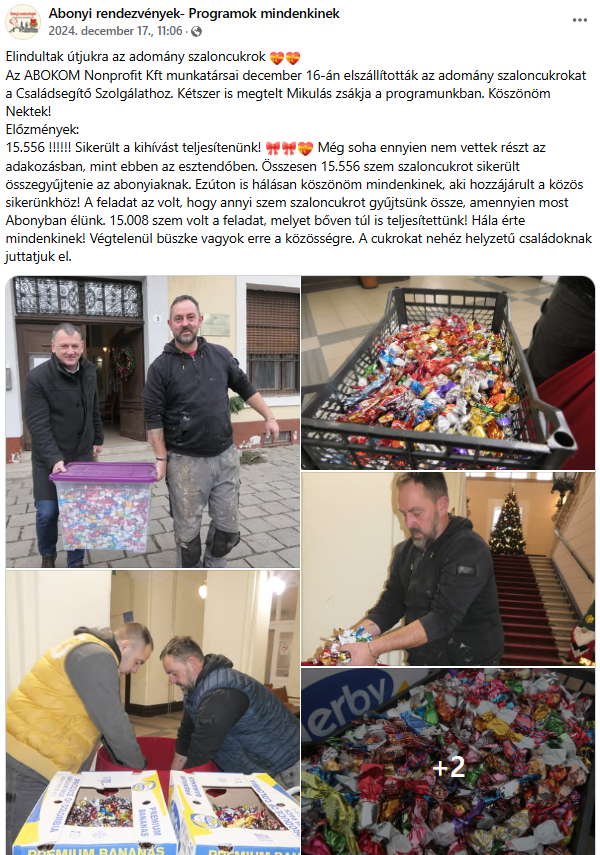 Abonyi rendezvények- Programok mindenkinek
2024. december 17., 11:06 ·
Elindultak útjukra az adomány szaloncukrok 💝💝
Az ABOKOM Nonprofit Kft munkatársai december 16-án elszállították az adomány szaloncukrokat
a Családsegítő Szolgálathoz. Kétszer is megtelt Mikulás zsákja a programunkban. Köszönöm
Nektek!
Előzmények:
15.556 !!!!!! Sikerült a kihívást teljesítenünk! 🎀🎀💝 Még soha ennyien nem vettek részt az
adakozásban, mint ebben az esztendőben. Összesen 15.556 szem szaloncukrot sikerült
összegyűjtenie az abonyiaknak. Ezúton is hálásan köszönöm mindenkinek, aki hozzájárult a közös
sikerünkhöz! A feladat az volt, hogy annyi szem szaloncukrot gyűjtsünk össze, amennyien most
Abonyban élünk. 15.008 szem volt a feladat, melyet bőven túl is teljesítettünk! Hála érte
mindenkinek! Végtelenül büszke vagyok erre a közösségre. A cukrokat nehéz helyzetű családoknak
juttatjuk el.
erby
+2
PREMIUM BANANAS
PREMIUM BANANAS